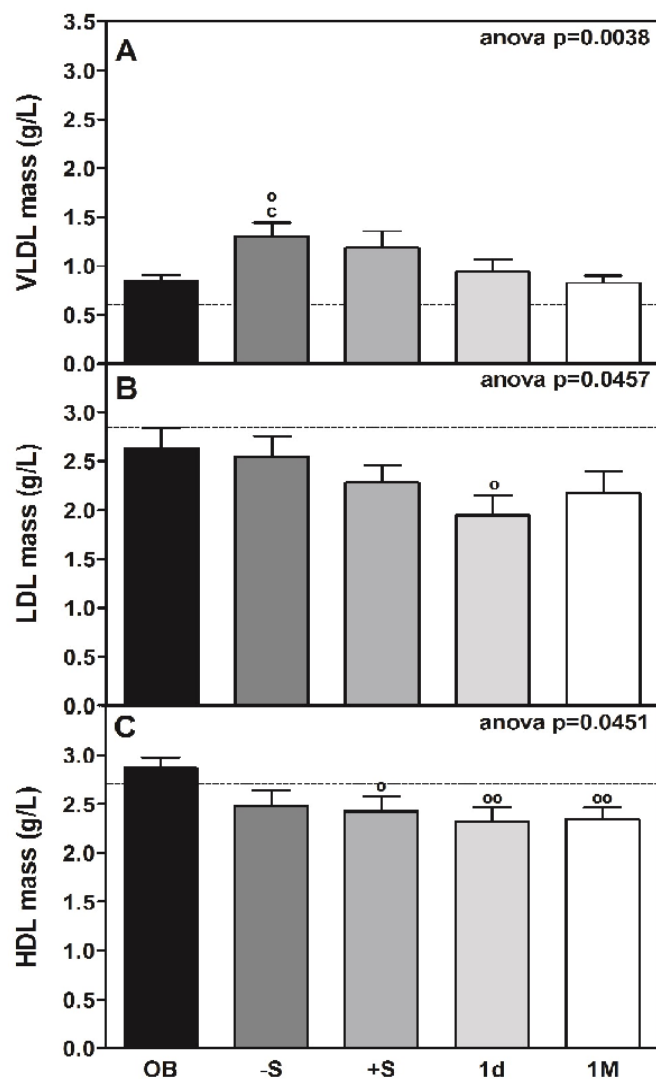 A
anova p=0.0038
VLDL mass (g/L)
3.5
3.0
2.5
2.0
1.5
1.0
0.5
0.0
o
c
B
anova p=0.0457
LDL mass (g/L)
3.0
2.5
2.0
1.5
1.0
0.5
0.0
o
C
anova p=0.0451
HDL mass (g/L)
3.0
2.5
2.0
1.5
1.0
0.5
0.0
o
oo
oo
OB -S +S 1d 1M